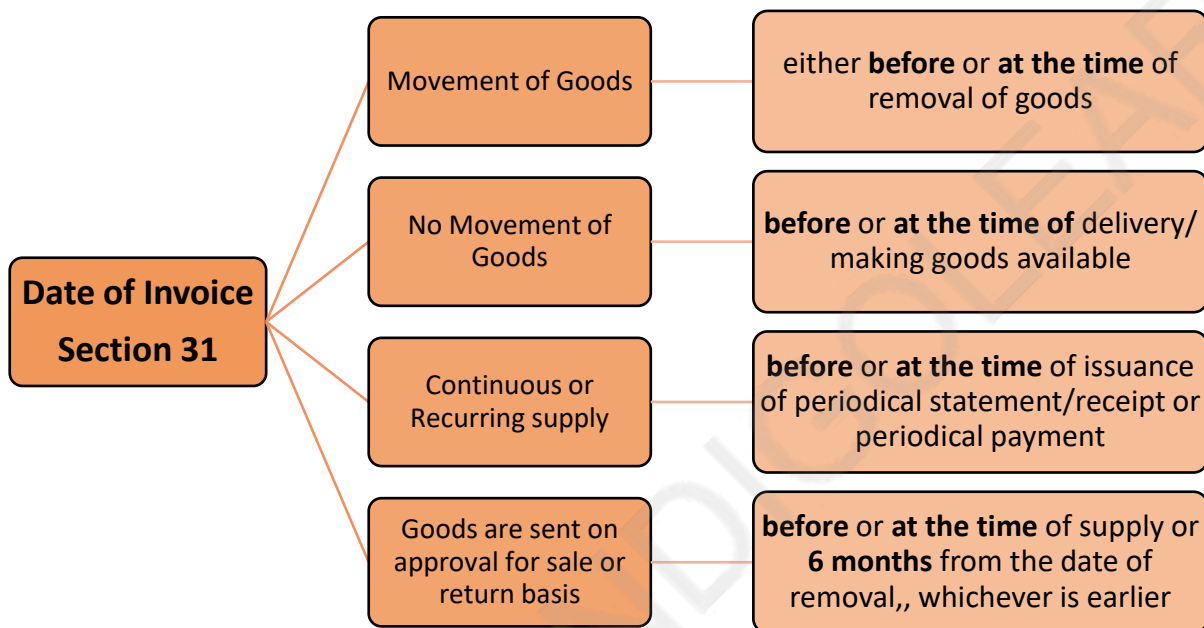 Date of Invoice
Section 31
Movement of Goods
either before or at the time of
removal of goods
No Movement of
Goods
before or at the time of delivery/
making goods available
Continuous or
Recurring supply
before or at the time of issuance
of periodical statement/receipt or
periodical payment
Goods are sent on
approval for sale or
return basis
before or at the time of supply or
6 months from the date of
removal,, whichever is earlier